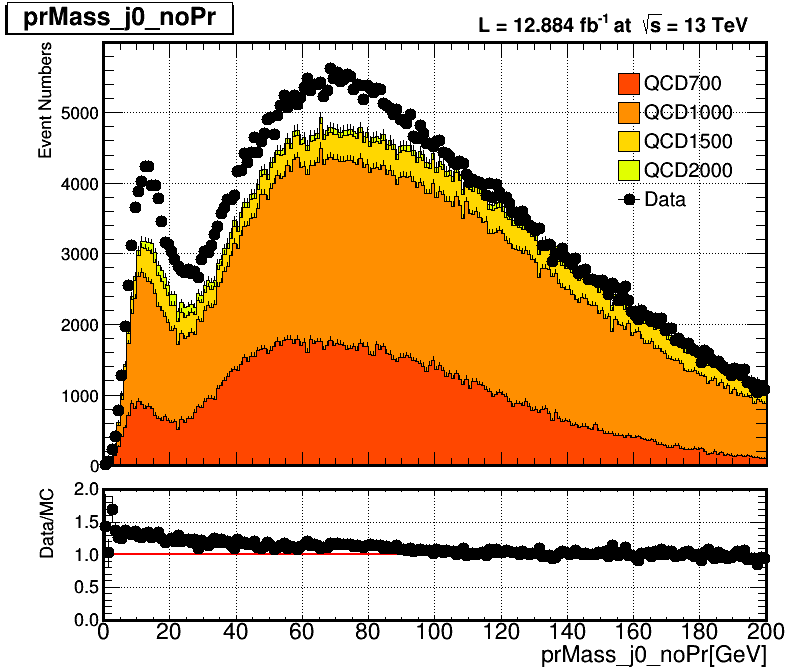 prMass_j0_noPr
L = 12.884 fb⁻¹ at √s = 13 TeV
Event Numbers
QCD700
QCD1000
QCD1500
QCD2000
Data
5000
4000
3000
2000
1000
0
Data/MC
2.0
1.5
1.0
0.5
0.0
0 20 40 60 80 100 120 140 160 180 200
prMass_j0_noPr[GeV]